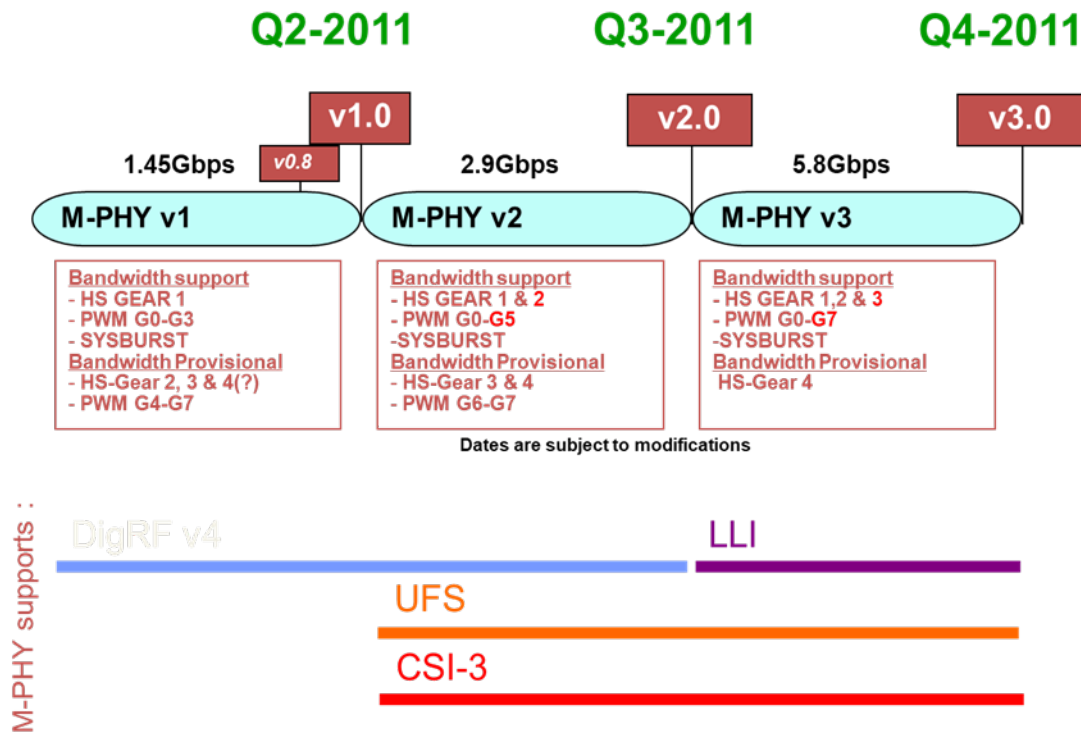 Q2-2011
Q3-2011
Q4-2011
v1.0
v2.0
v3.0
v0.8
1.45Gbps
2.9Gbps
5.8Gbps
M-PHY v1
M-PHY v2
M-PHY v3
Bandwidth support
- HS GEAR 1
- PWM G0-G3
- SYSBURST
Bandwidth Provisional
- HS-Gear 2, 3 & 4(?)
- PWM G4-G7
Bandwidth support
- HS GEAR 1 & 2
- PWM G0-G5
-SYSBURST
Bandwidth Provisional
- HS-Gear 3 & 4
- PWM G6-G7
Bandwidth support
- HS GEAR 1,2 & 3
- PWM G0-G7
-SYSBURST
Bandwidth Provisional
HS-Gear 4
Dates are subject to modifications
M-PHY supports :
DigRF v4
LLI
UFS
CSI-3